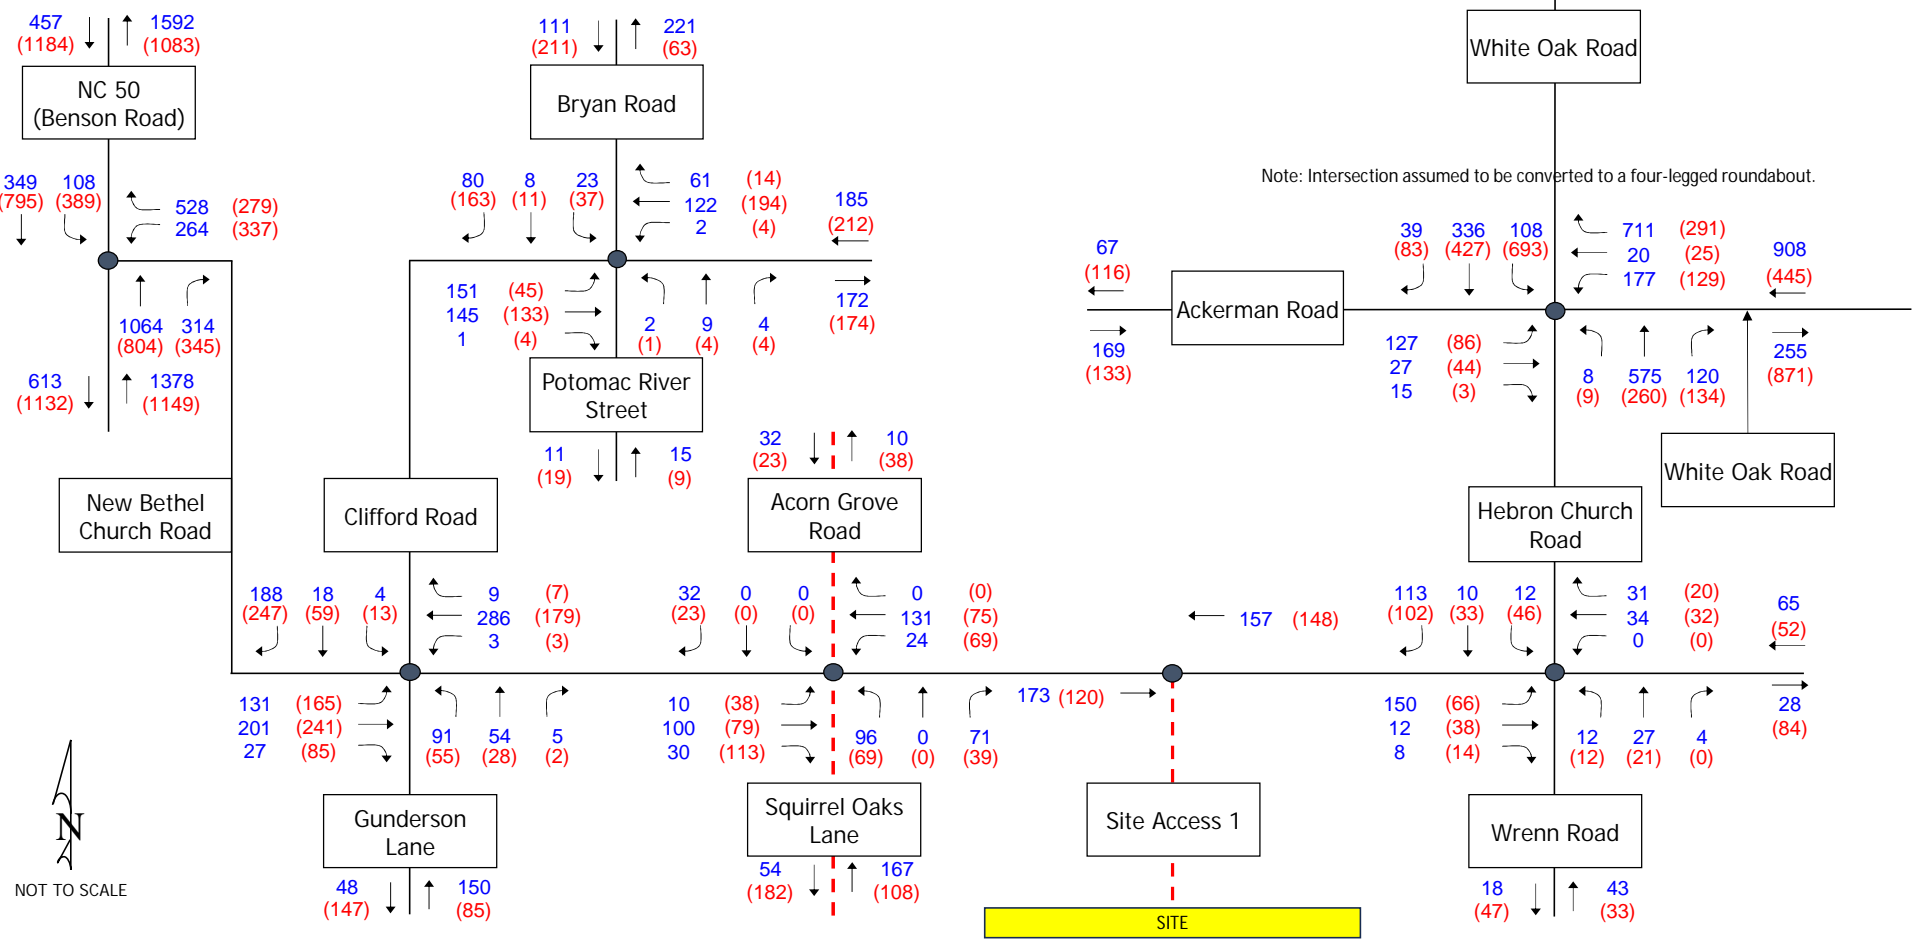 457 1592
(1184) (1083)
NC 50
(Benson Road)
349 108
(795) (389)
528 (279)
264 (337)
1064 314
(804) (345)
613 1378
(1132) (1149)
New Bethel
Church Road
111 221
(211) (63)
Bryan Road
80 8 23
(163) (11) (37)
61 (14)
122 (194)
2 (4)
185
(212)
151 (45)
145 (133)
1 (4)
2 9 4
(1) (4) (4)
172
(174)
Potomac River
Street
11 15
(19) (9)
White Oak Road
Note: Intersection assumed to be converted to a four-legged roundabout.
67
(116)
Ackerman Road
169
(133)
39 336 108
(83) (427) (693)
711 (291)
20 (25)
177 (129)
908
(445)
127 (86)
27 (44)
15 (3)
8 575 120
(9) (260) (134)
255
(871)
White Oak Road
Clifford Road
188 18 4
(247) (59) (13)
9 (7)
286 (179)
3 (3)
131 (165)
201 (241)
27 (85)
91 54 5
(55) (28) (2)
Gunderson
Lane
48 150
(147) (85)
32 10
(23) (38)
Acorn Grove
Road
32 0 0
(23) (0) (0)
0 (0)
131 (75)
24 (69)
10 (38)
100 (79)
30 (113)
96 0 71
(69) (0) (39)
Squirrel Oaks
Lane
54 167
(182) (108)
157 (148)
173 (120)
Site Access 1
SITE
Hebron Church
Road
113 10 12
(102) (33) (46)
31 (20)
34 (32)
0 (0)
65
(52)
150 (66)
12 (38)
8 (14)
12 27 4
(12) (21) (0)
28
(84)
Wrenn Road
18 43
(47) (33)
N
NOT TO SCALE